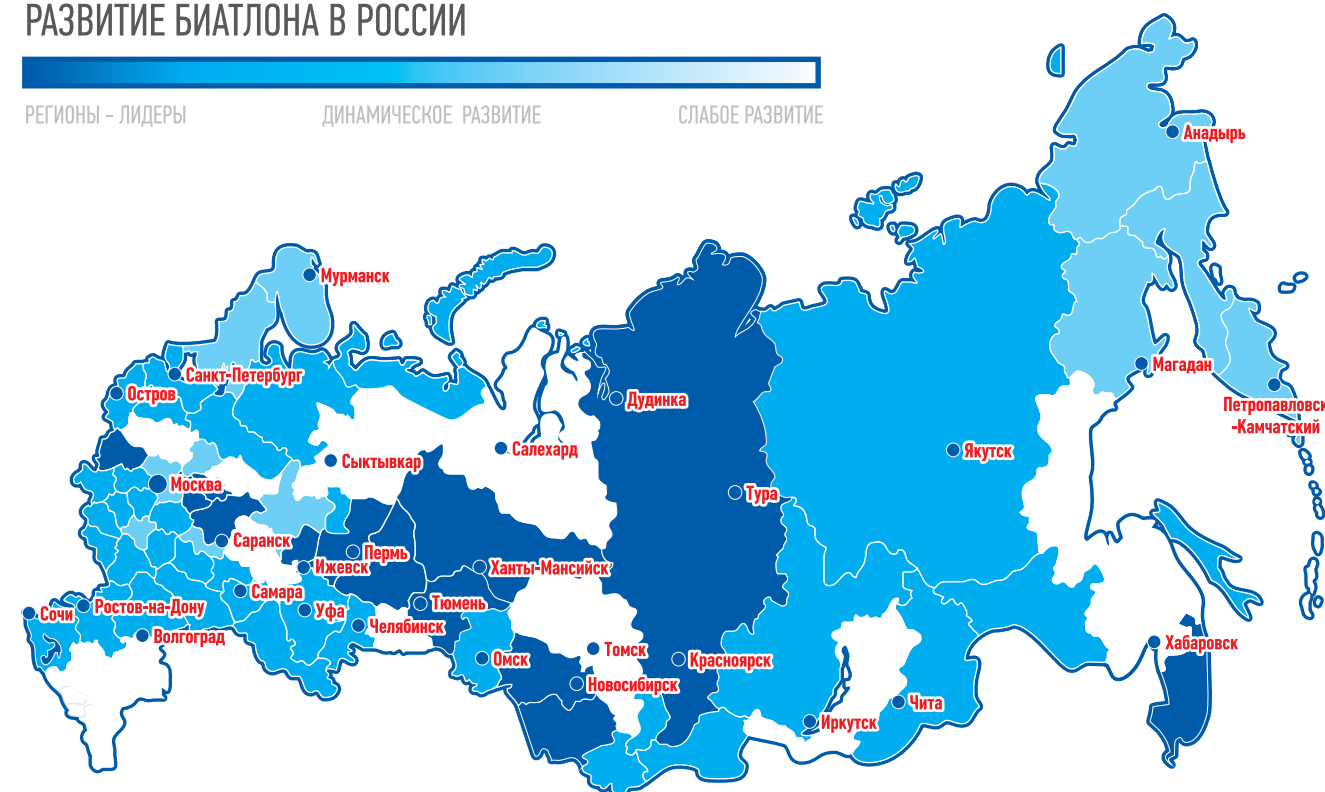 РАЗВИТИЕ БИАТЛОНА В РОССИИ
РЕГИОНЫ - ЛИДЕРЫ
ДИНАМИЧЕСКОЕ РАЗВИТИЕ
СЛАБОЕ РАЗВИТИЕ
Анадырь
Мурманск
Магадан
Санкт-Петербург
Остров
Дудинка
Петропавловск
-Камчатский
Салехард
Якутск
Сыктывкар
Москва
Тура
Саранск
Пермь
Ижевск
Ханты-Мансийск
Самара
Тюмень
Ростов-на-Дону
Сочи
Уфа
Челябинск
Волгоград
Хабаровск
Томск
Омск
Красноярск
Новосибирск
Чита
Иркутск